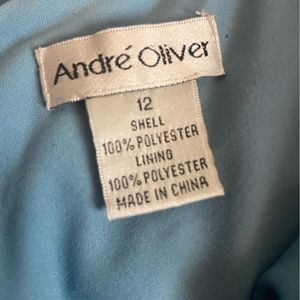 André Oliver
12
SHELL
100% POLYESTER
LINING
100% POLYESTER
MADE IN CHINA